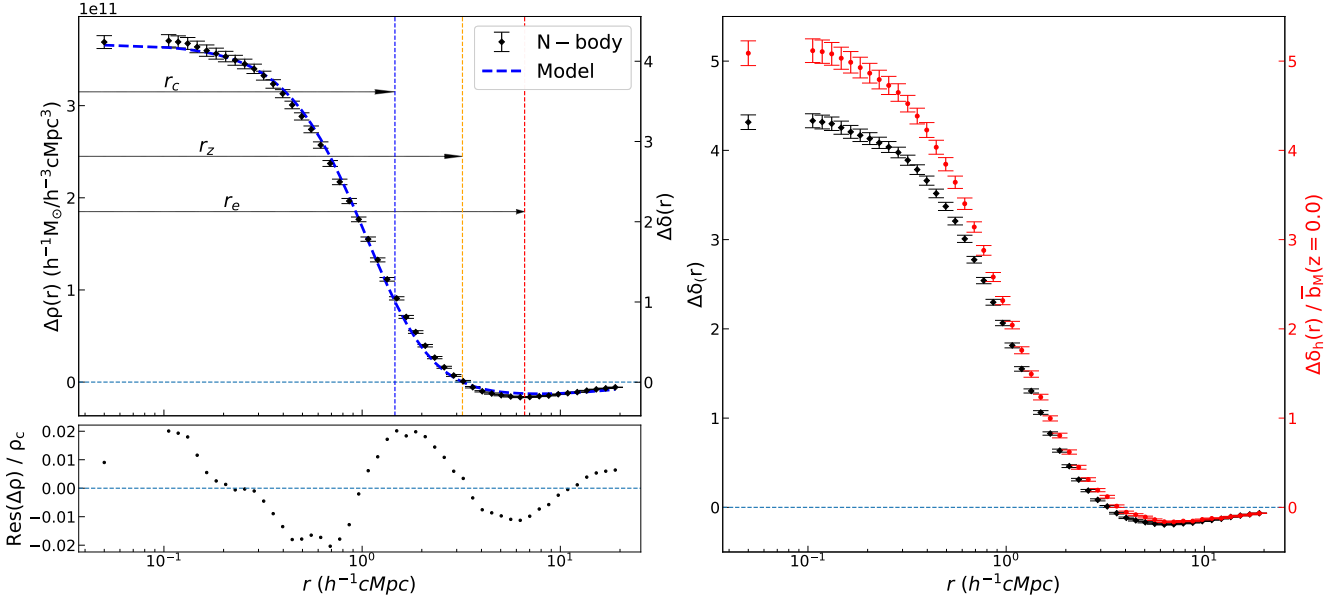 1e11
N−body
Model
r_c
r_z
r_e
Δρ(r) (h⁻¹M⊙/h⁻³cMpc³)
3
2
1
0
Δδ(r)
4
3
2
1
0
Res(Δρ) / ρ_c
0.02
0.01
0.00
−0.01
−0.02
10⁻¹
10⁰
10¹
r (h⁻¹cMpc)
Δδ₍r)
5
4
3
2
1
0
Δδ_h(r) / b̅_M(z = 0.0)
5
4
3
2
1
0
10⁻¹
10⁰
10¹
r (h⁻¹cMpc)